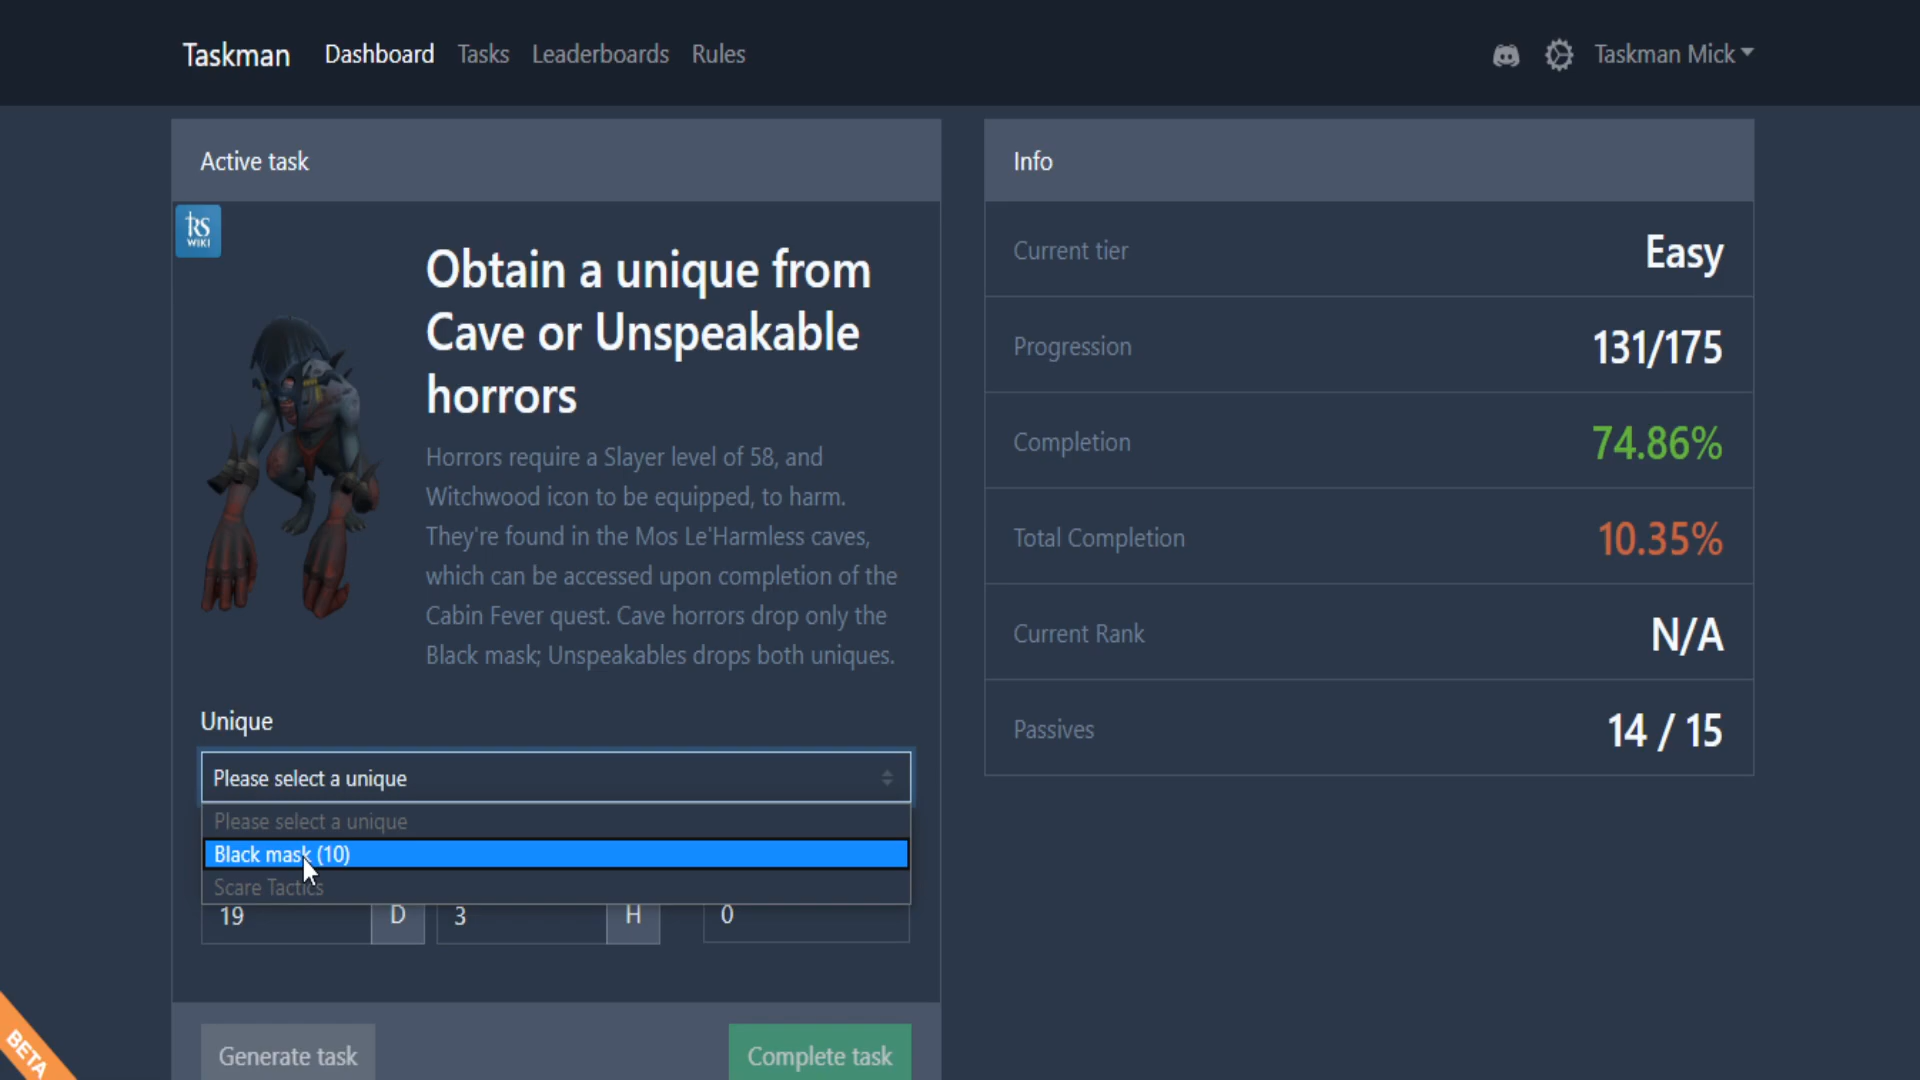 Taskman Dashboard Tasks Leaderboards Rules Taskman Mick
Active task
RS
WIKI
Obtain a unique from
Cave or Unspeakable
horrors
Horrors require a Slayer level of 58, and
Witchwood icon to be equipped, to harm.
They're found in the Mos Le'Harmless caves,
which can be accessed upon completion of the
Cabin Fever quest. Cave horrors drop only the
Black mask; Unspeakables drops both uniques.
Unique
Please select a unique
Please select a unique
Black mask (10)
Scare Tactics
19 D 3 H 0
Generate task Complete task
Info
Current tier Easy
Progression 131/175
Completion 74.86%
Total Completion 10.35%
Current Rank N/A
Passives 14 / 15
BETA